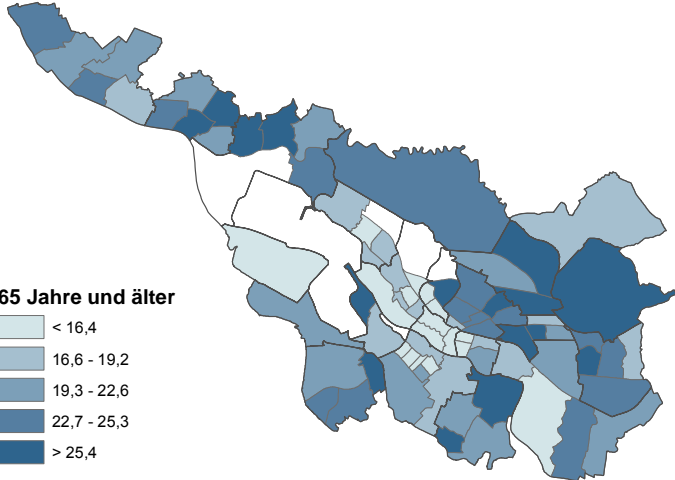 65 Jahre und älter
< 16,4
16,6 - 19,2
19,3 - 22,6
22,7 - 25,3
> 25,4